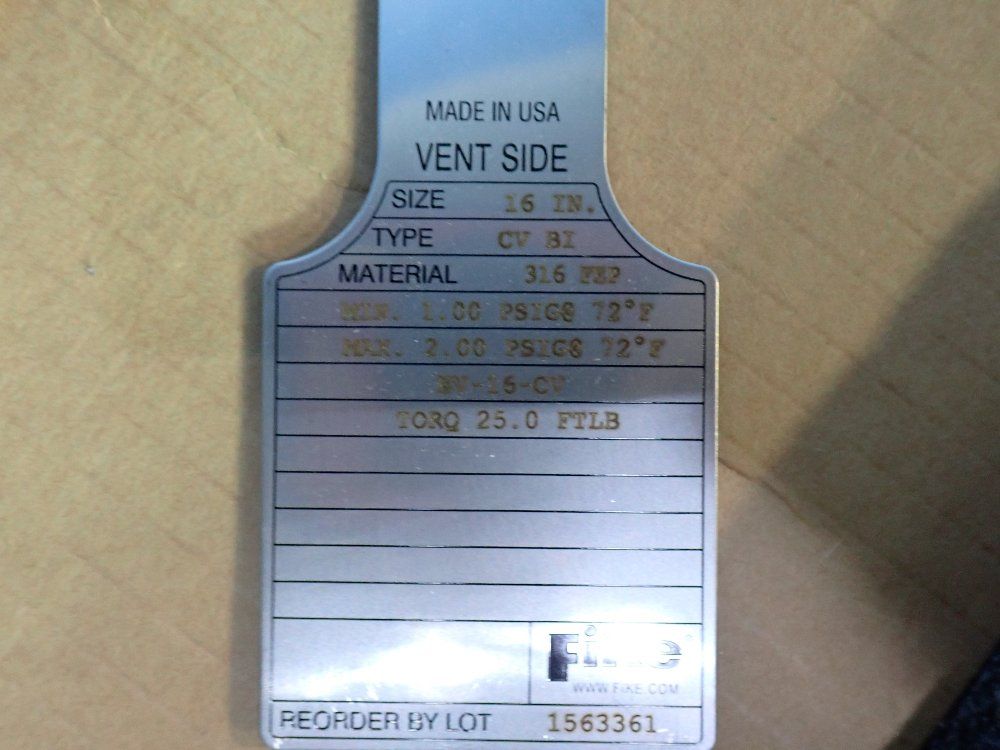 MADE IN USA
VENT SIDE
SIZE 16 IN.
TYPE CV BI
MATERIAL 316 FEP
MIN. 1.00 PSIG@ 72°F
MAX. 2.00 PSIG@ 72°F
BV-16-CV
TORQ 25.0 FTLB
Fike
WWW.FIKE.COM
REORDER BY LOT 1563361